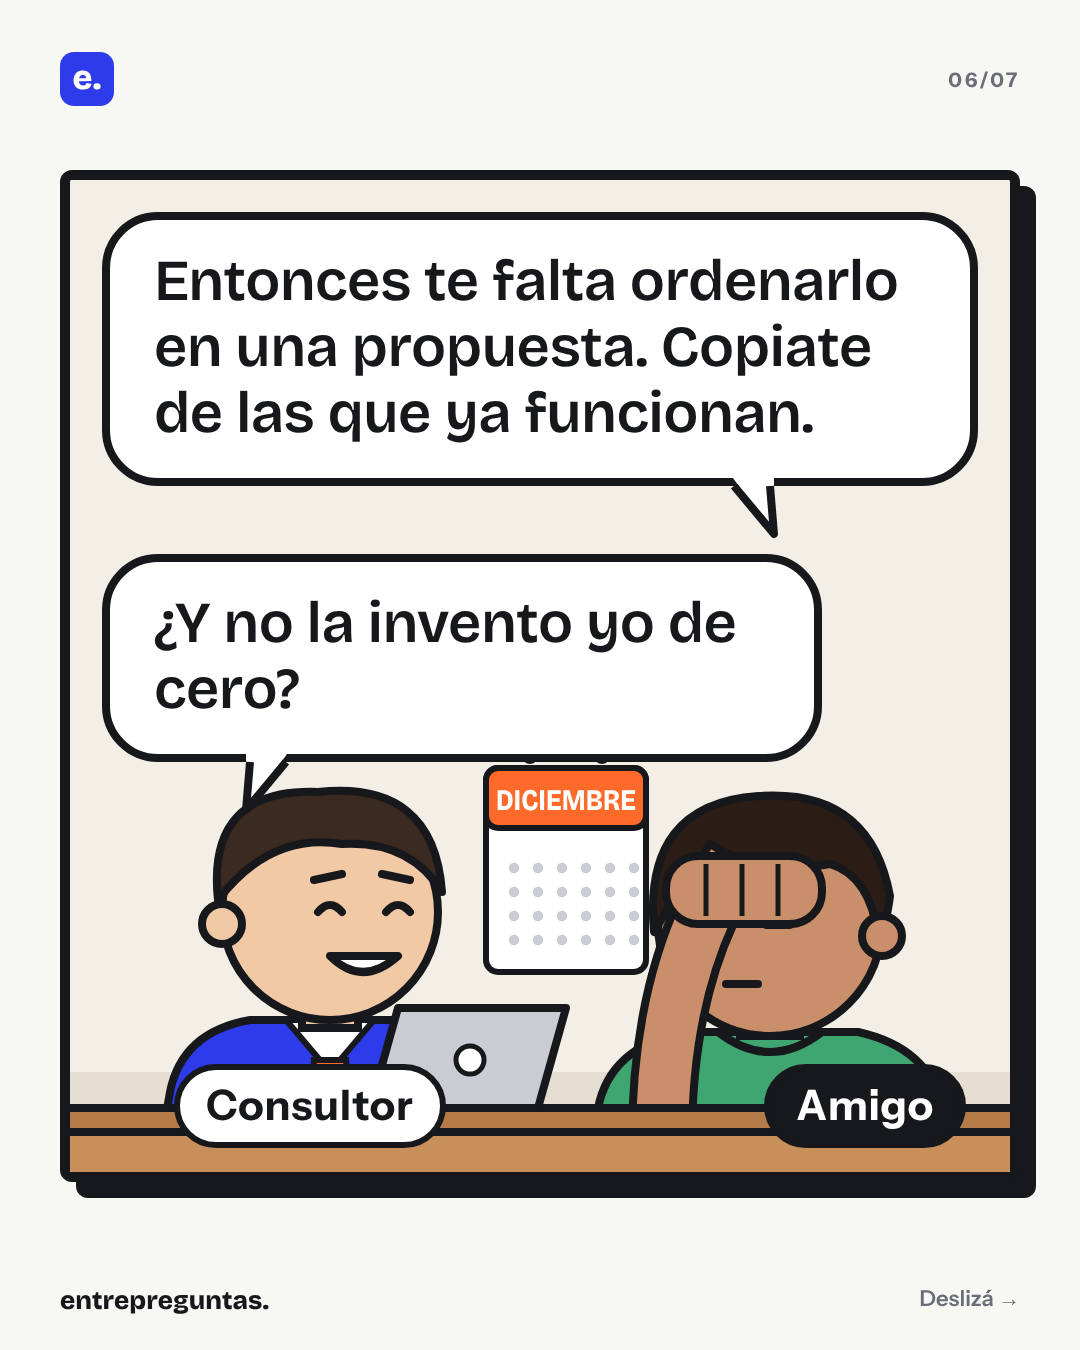 e.
06/07
Entonces te falta ordenarlo
en una propuesta. Copiate
de las que ya funcionan.
¿Y no la invento yo de
cero?
DICIEMBRE
Consultor
Amigo
entrepreguntas.
Deslizá →